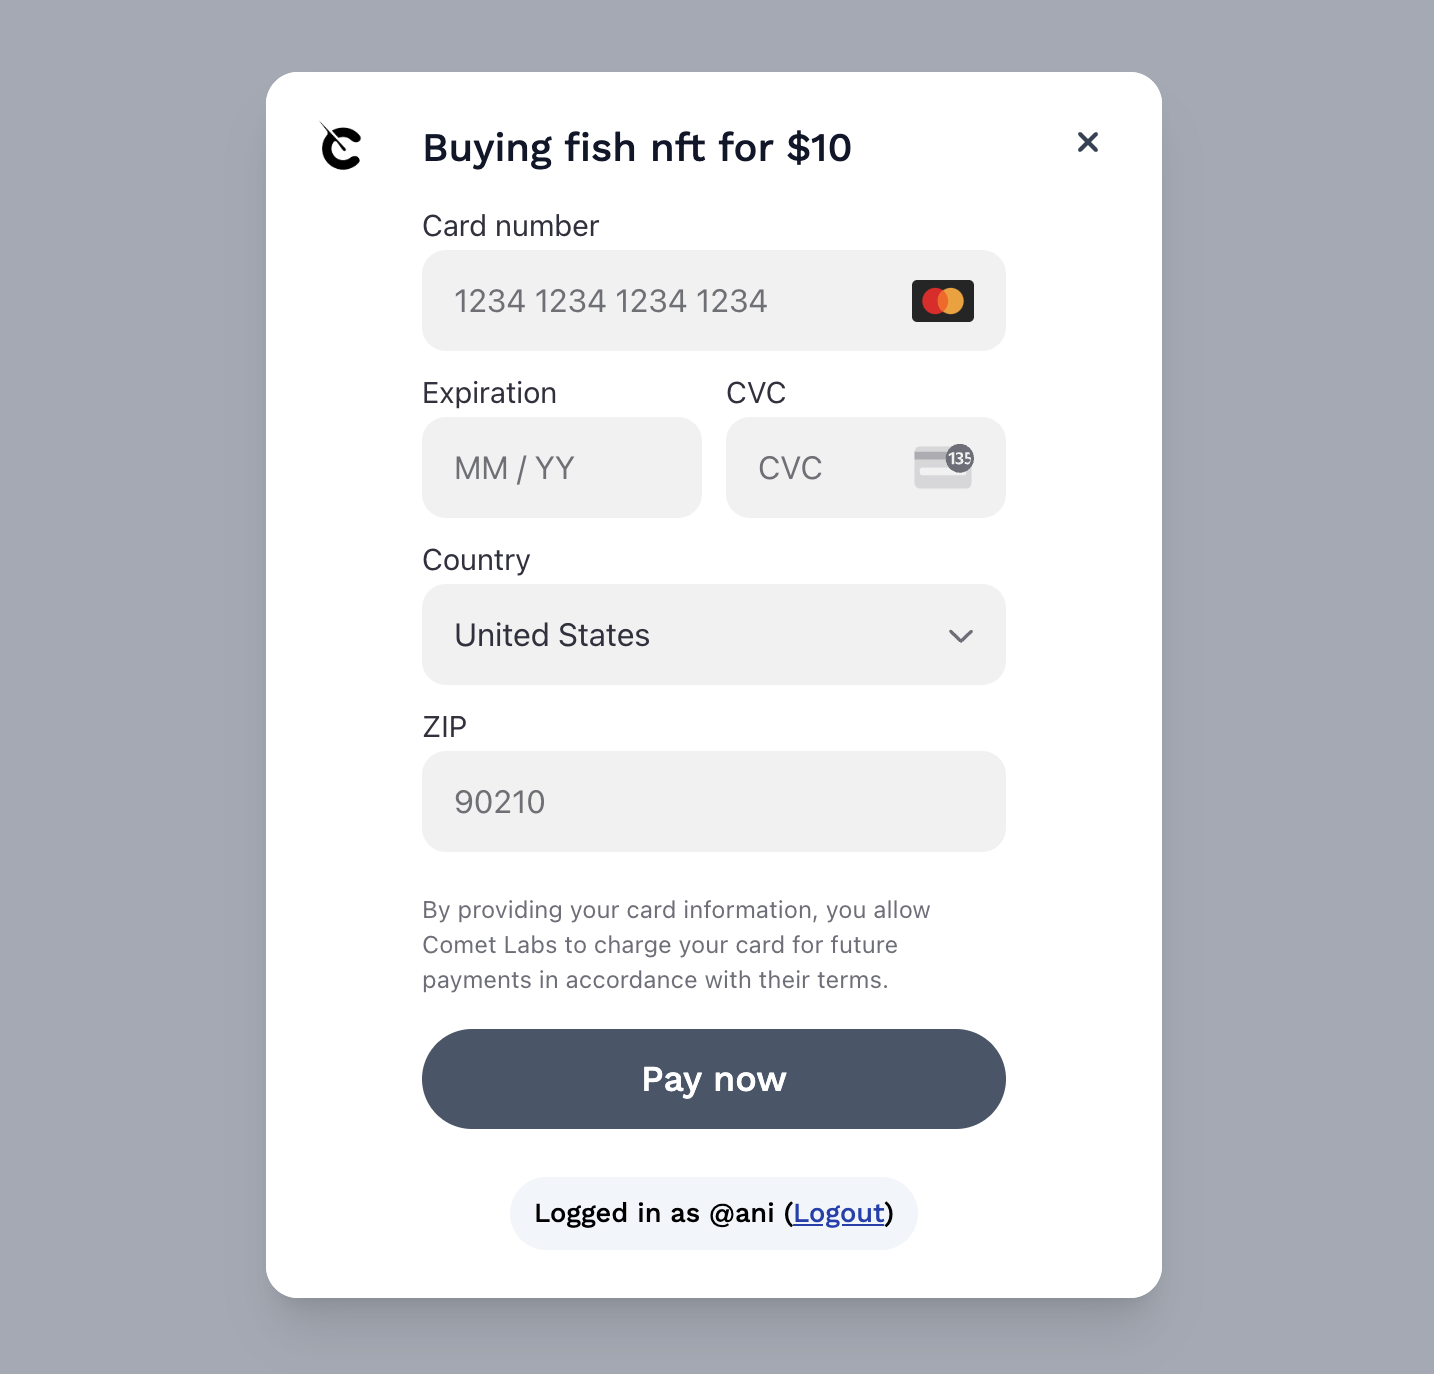 Buying fish nft for $10
Card number
1234 1234 1234 1234
Expiration
CVC
MM / YY
CVC
135
Country
United States
ZIP
90210
By providing your card information, you allow
Comet Labs to charge your card for future
payments in accordance with their terms.
Pay now
Logged in as @ani (Logout)